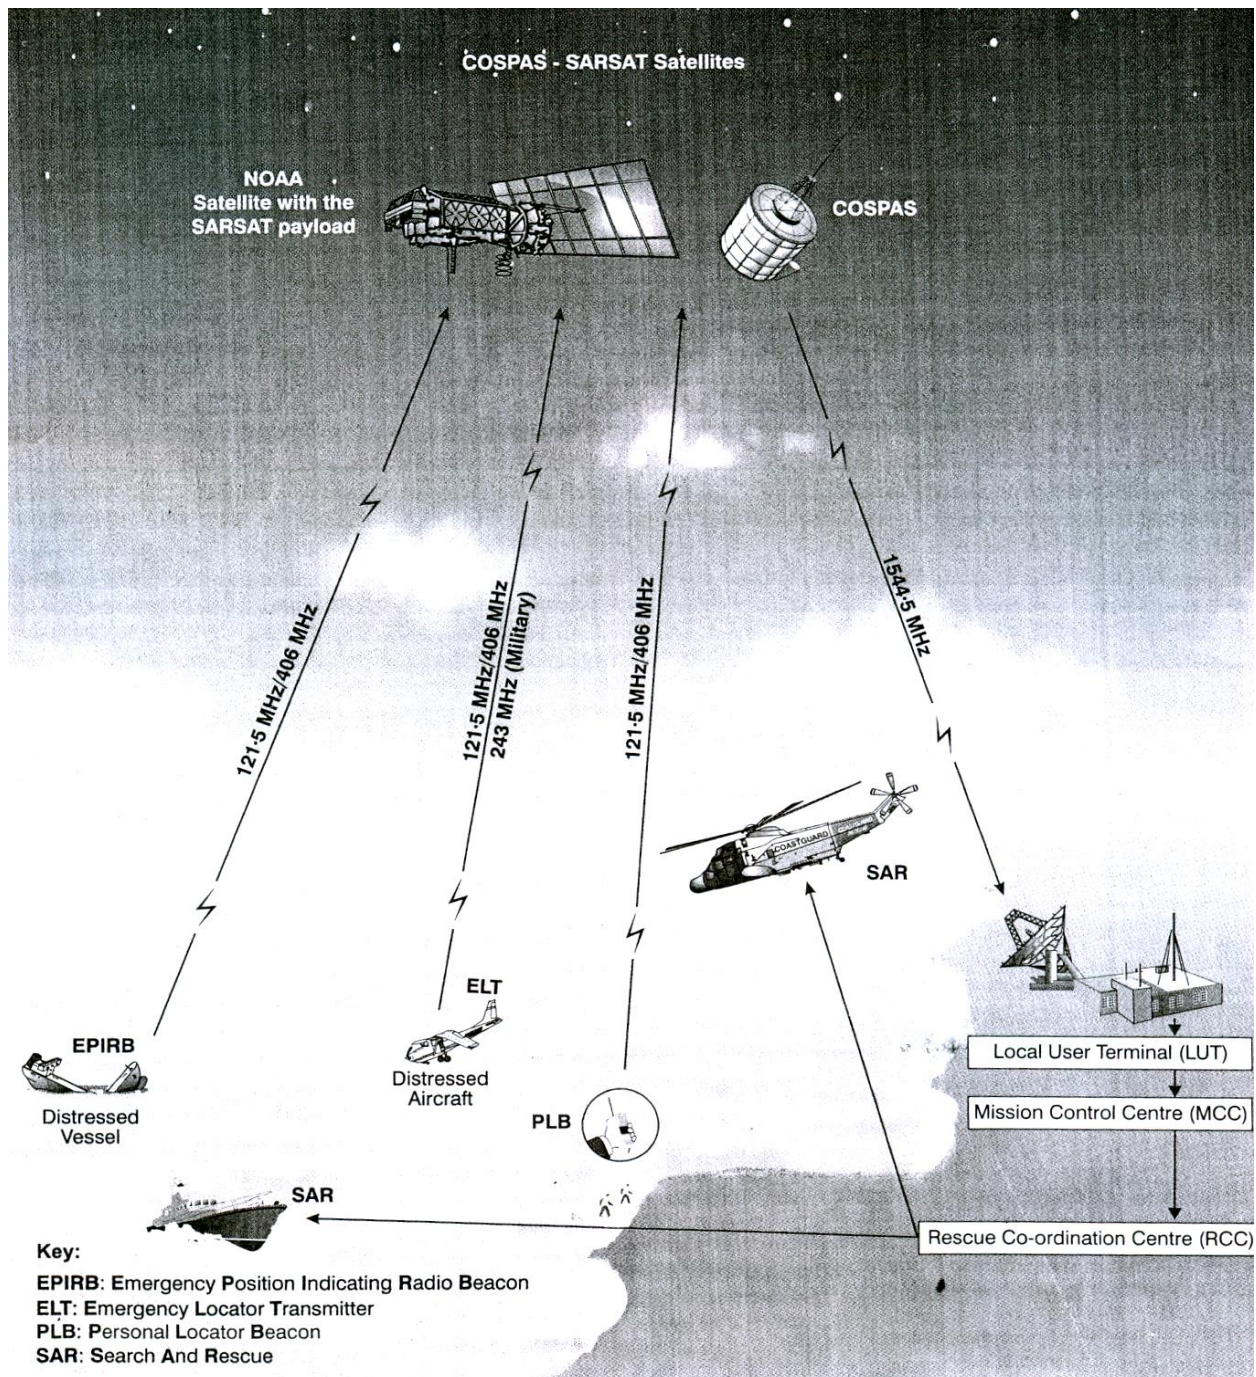 COSPAS - SARSAT Satellites
NOAA
Satellite with the
SARSAT payload
COSPAS
121·5 MHz/406 MHz
121·5 MHz/406 MHz
243 MHz (Military)
121·5 MHz/406 MHz
1544·5 MHz
COASTGUARD
SAR
ELT
EPIRB
Distressed
Vessel
Distressed
Aircraft
PLB
Local User Terminal (LUT)
Mission Control Centre (MCC)
SAR
Rescue Co-ordination Centre (RCC)
Key:
EPIRB: Emergency Position Indicating Radio Beacon
ELT: Emergency Locator Transmitter
PLB: Personal Locator Beacon
SAR: Search And Rescue